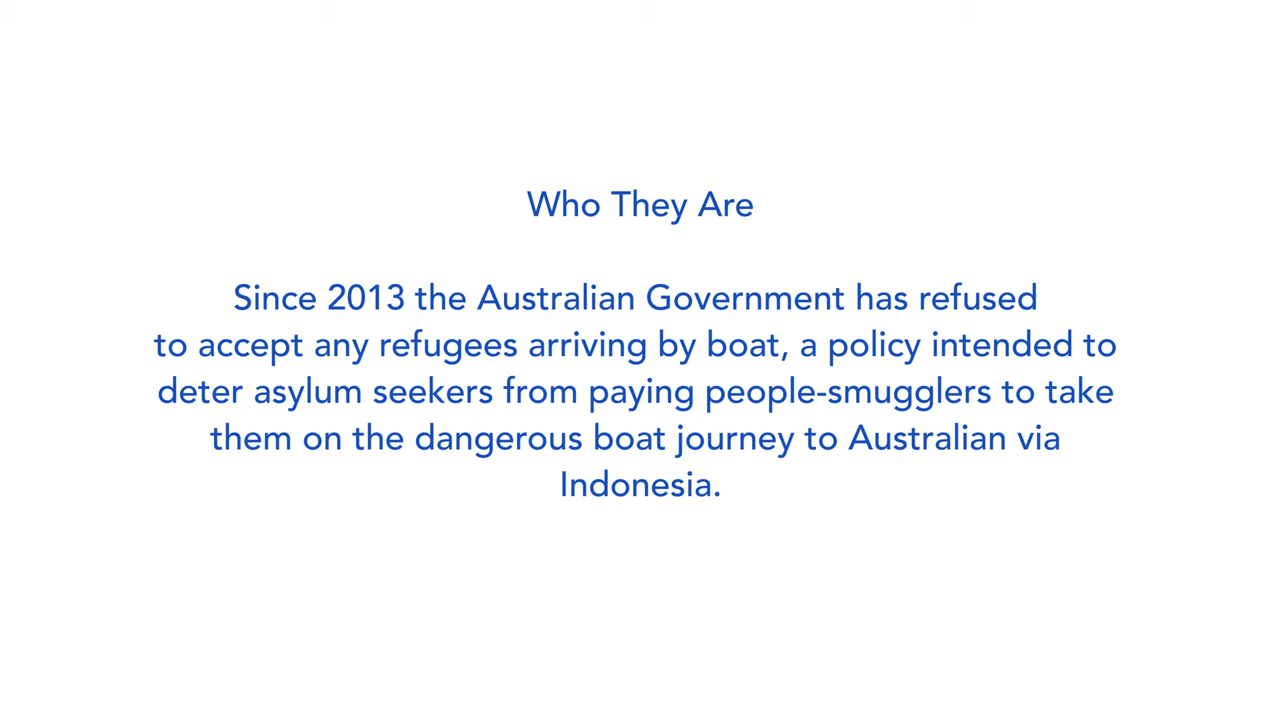 Who They Are
Since 2013 the Australian Government has refused
to accept any refugees arriving by boat, a policy intended to
deter asylum seekers from paying people-smugglers to take
them on the dangerous boat journey to Australian via
Indonesia.